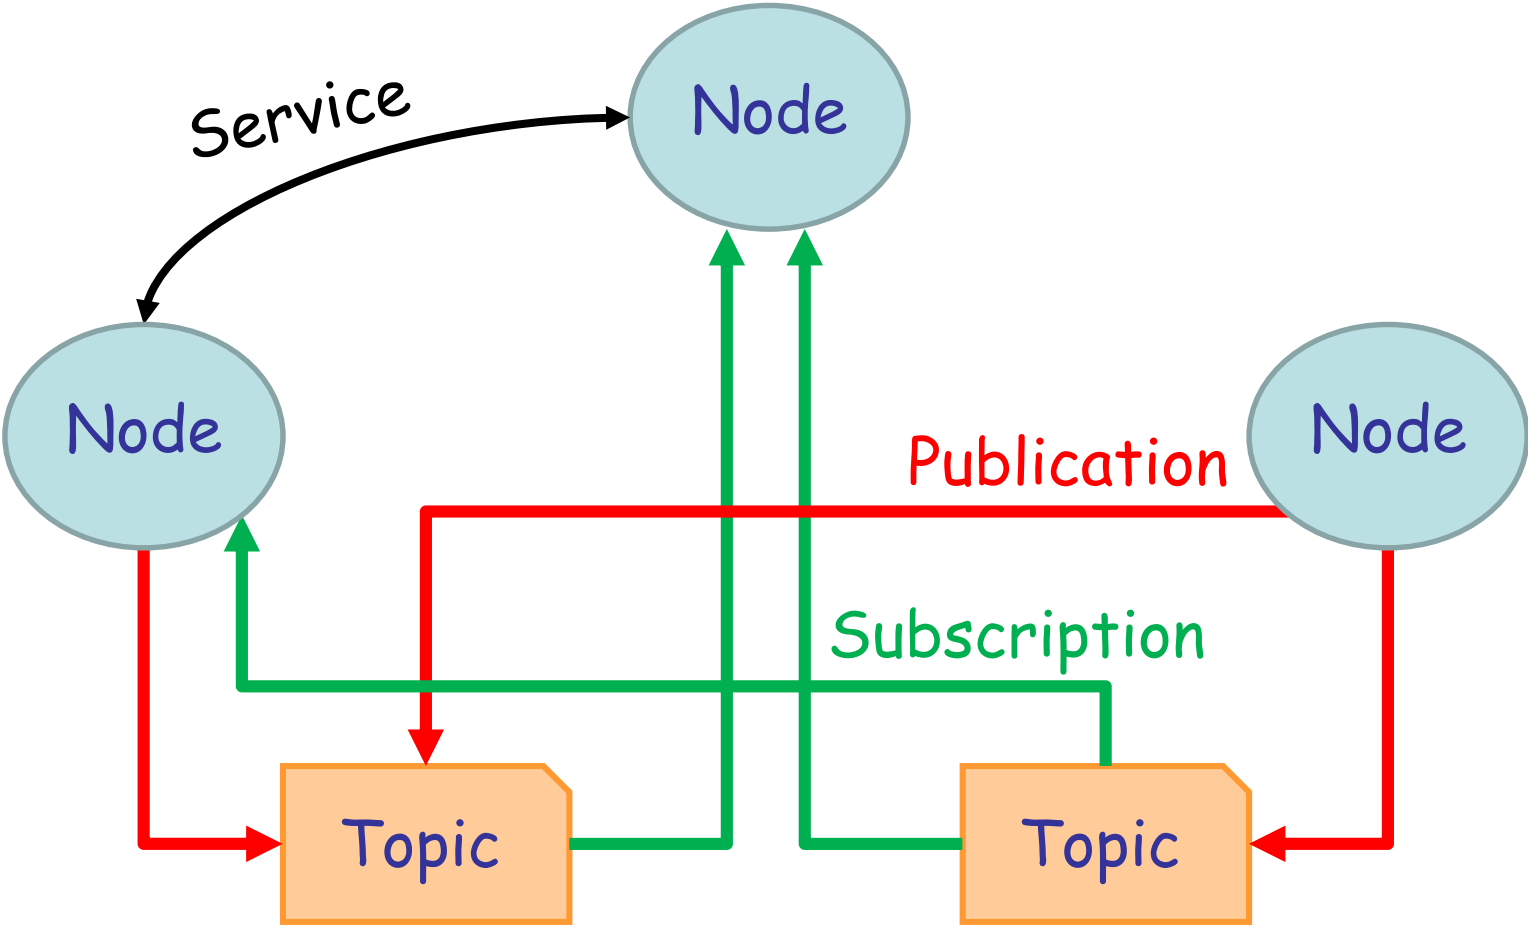 Service
Node
Node
Node
Publication
Subscription
Topic
Topic